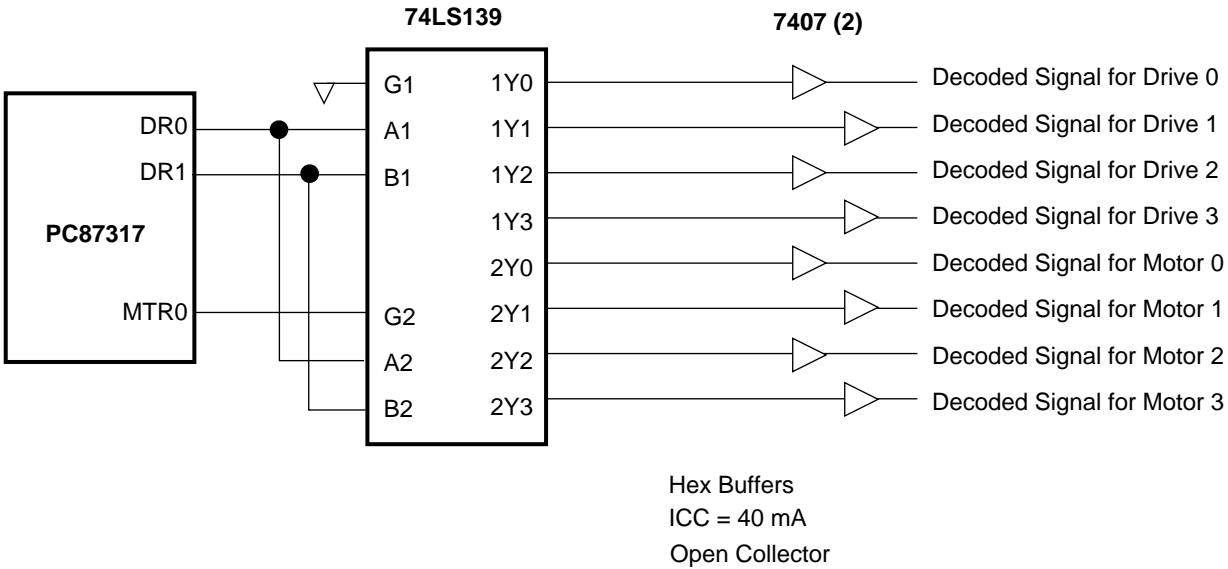 74LS139
7407 (2)
PC87317
DR0
DR1
MTR0
G1
A1
B1
G2
A2
B2
1Y0
1Y1
1Y2
1Y3
2Y0
2Y1
2Y2
2Y3
Decoded Signal for Drive 0
Decoded Signal for Drive 1
Decoded Signal for Drive 2
Decoded Signal for Drive 3
Decoded Signal for Motor 0
Decoded Signal for Motor 1
Decoded Signal for Motor 2
Decoded Signal for Motor 3
Hex Buffers
ICC = 40 mA
Open Collector